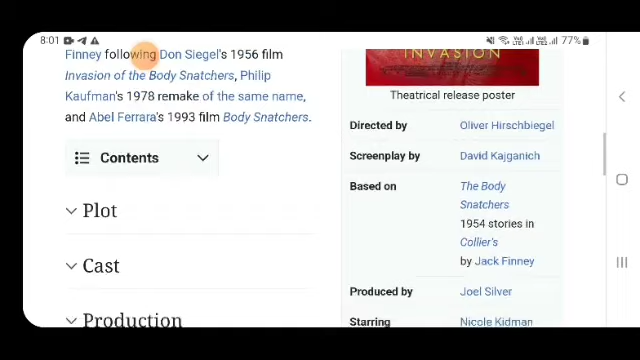 8:01
77%
Finney following Don Siegel's 1956 film
Invasion of the Body Snatchers, Philip
Kaufman's 1978 remake of the same name,
and Abel Ferrara's 1993 film Body Snatchers.
Contents
Plot
Cast
Production
INVASION
Theatrical release poster
Directed by Oliver Hirschbiegel
Screenplay by David Kajganich
Based on The Body
Snatchers
1954 stories in
Collier's
by Jack Finney
Produced by Joel Silver
Starring Nicole Kidman